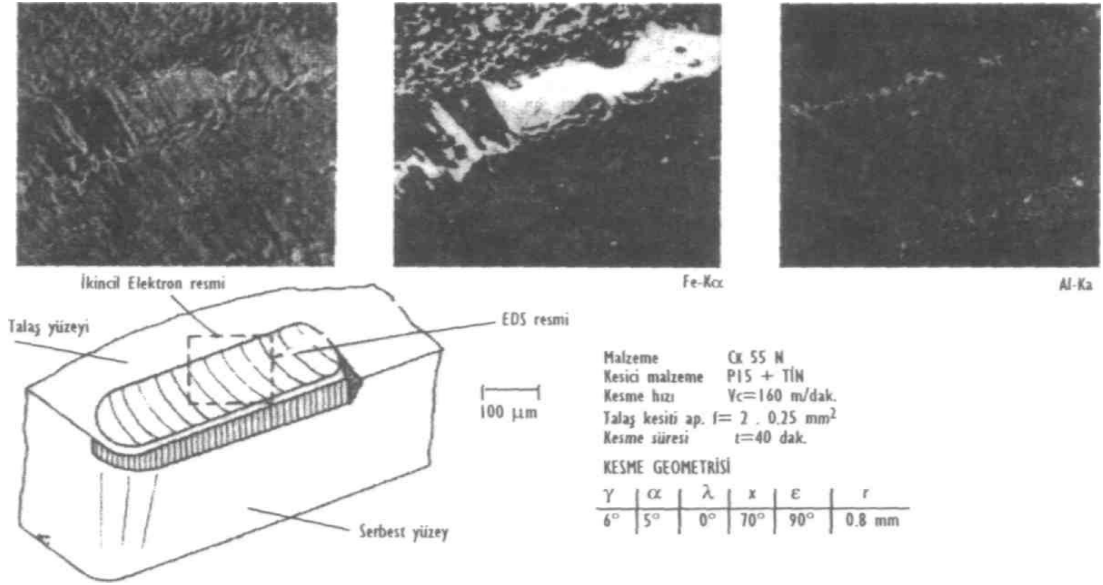 Fe-Kα
Al-Ka
İkincil Elektron resmi
Talaş yüzeyi
EDS resmi
100 µm
Serbest yüzey
Malzeme Cx 55 N
Kesici malzeme P15 + TİN
Kesme hızı Vc=160 m/dak.
Talaş kesiti ap. f= 2 . 0.25 mm²
Kesme süresi t=40 dak.
KESME GEOMETRİSİ
γ α λ x ε r
6° 5° 0° 70° 90° 0.8 mm